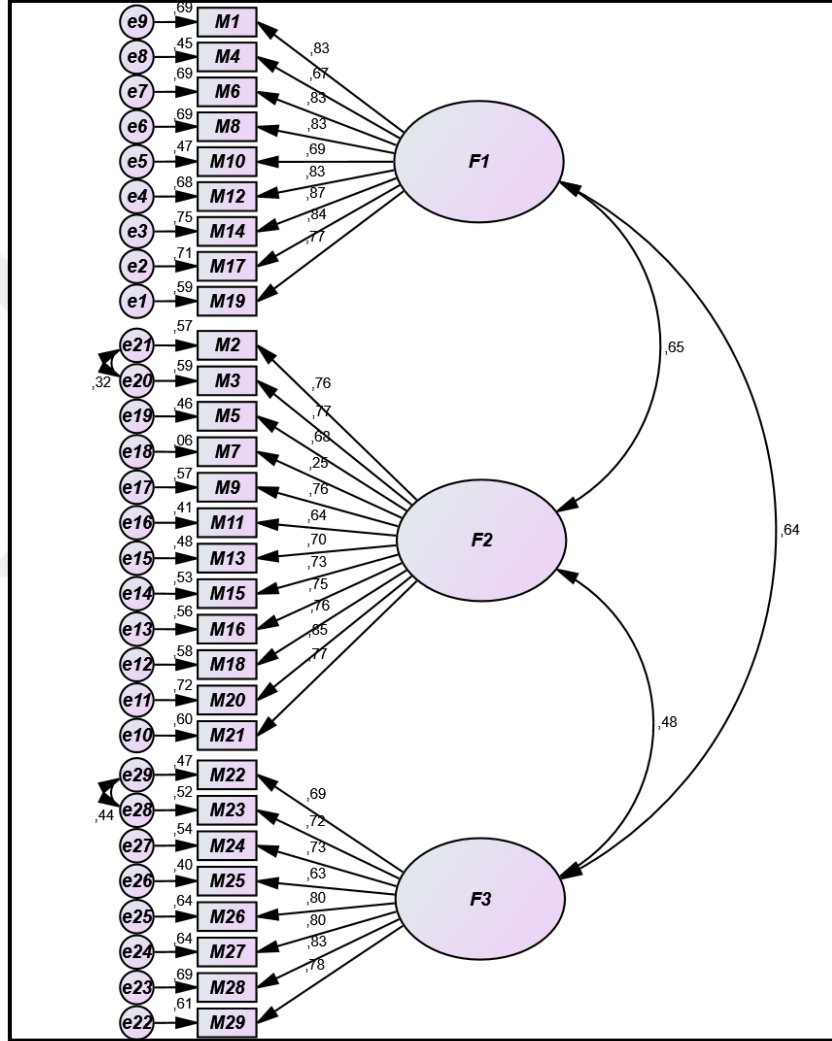 ,69
e9 M1
,83
,45
e8 M4
,67
,69
e7 M6
,83
F1
,69
e6 M8
,83
,47
e5 M10
,69
,68
e4 M12
,83
,75
e3 M14
,87
,71
e2 M17
,84
,59
e1 M19
,77
,65
,57
e21 M2
,76
,32
,59
e20 M3
,77
,46
e19 M5
,68
,06
e18 M7
,25
,57
e17 M9
,76
F2
,41
e16 M11
,64
,64
,48
e15 M13
,70
,53
e14 M15
,73
,56
e13 M16
,75
,58
e12 M18
,76
,72
e11 M20
,85
,60
e10 M21
,77
,48
,47
e29 M22
,69
,44
,52
e28 M23
,72
,54
e27 M24
,73
,40
e26 M25
,63
F3
,64
e25 M26
,80
,64
e24 M27
,80
,69
e23 M28
,83
,61
e22 M29
,78